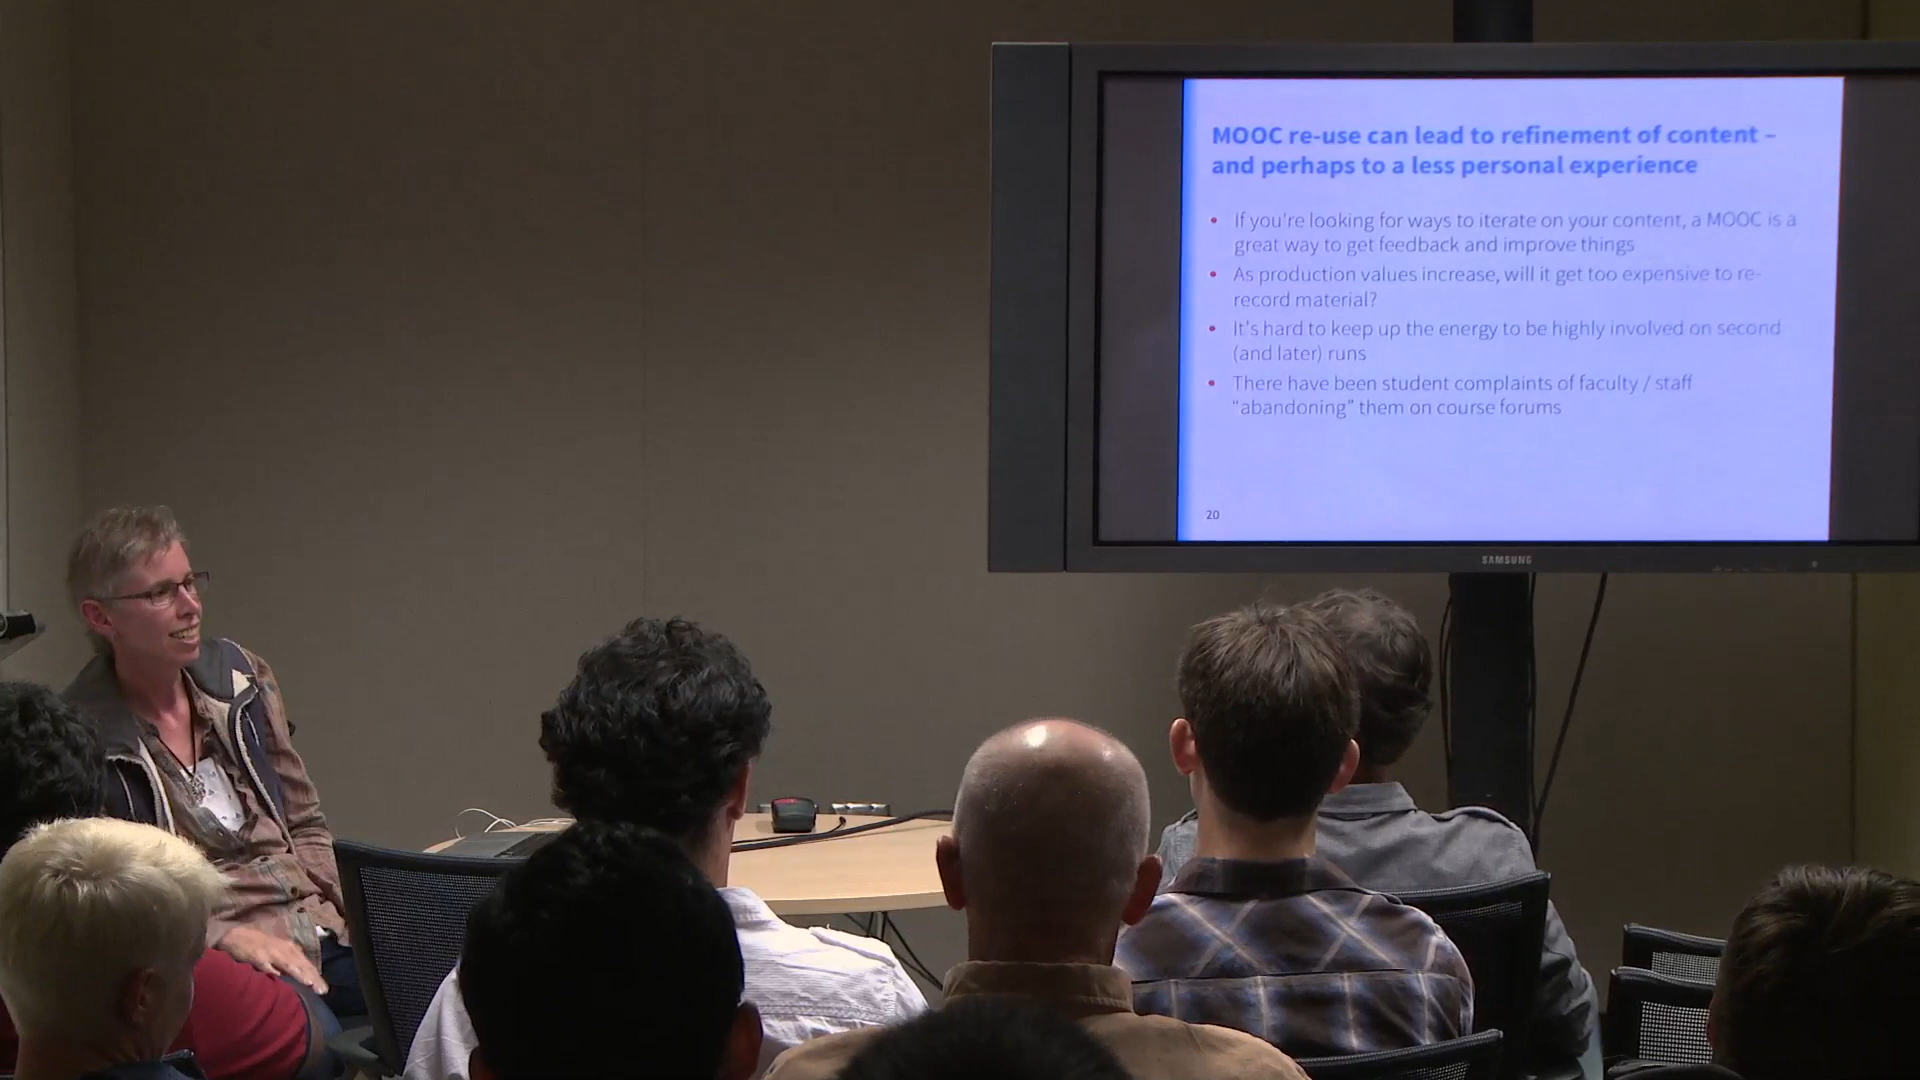 MOOC re-use can lead to refinement of content –
and perhaps to a less personal experience
• If you're looking for ways to iterate on your content, a MOOC is a
great way to get feedback and improve things
• As production values increase, will it get too expensive to re-
record material?
• It's hard to keep up the energy to be highly involved on second
(and later) runs
• There have been student complaints of faculty / staff
“abandoning” them on course forums
20
SAMSUNG